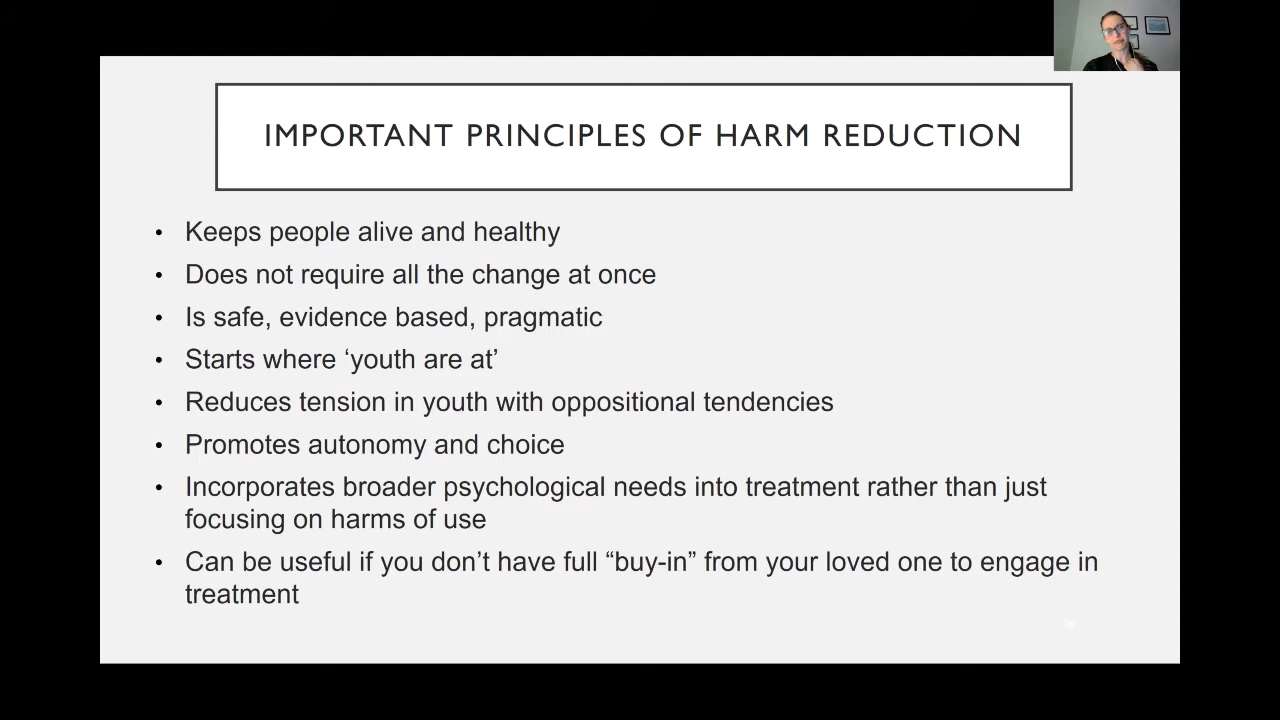 IMPORTANT PRINCIPLES OF HARM REDUCTION
• Keeps people alive and healthy
• Does not require all the change at once
• Is safe, evidence based, pragmatic
• Starts where ‘youth are at’
• Reduces tension in youth with oppositional tendencies
• Promotes autonomy and choice
• Incorporates broader psychological needs into treatment rather than just
focusing on harms of use
• Can be useful if you don’t have full “buy-in” from your loved one to engage in
treatment